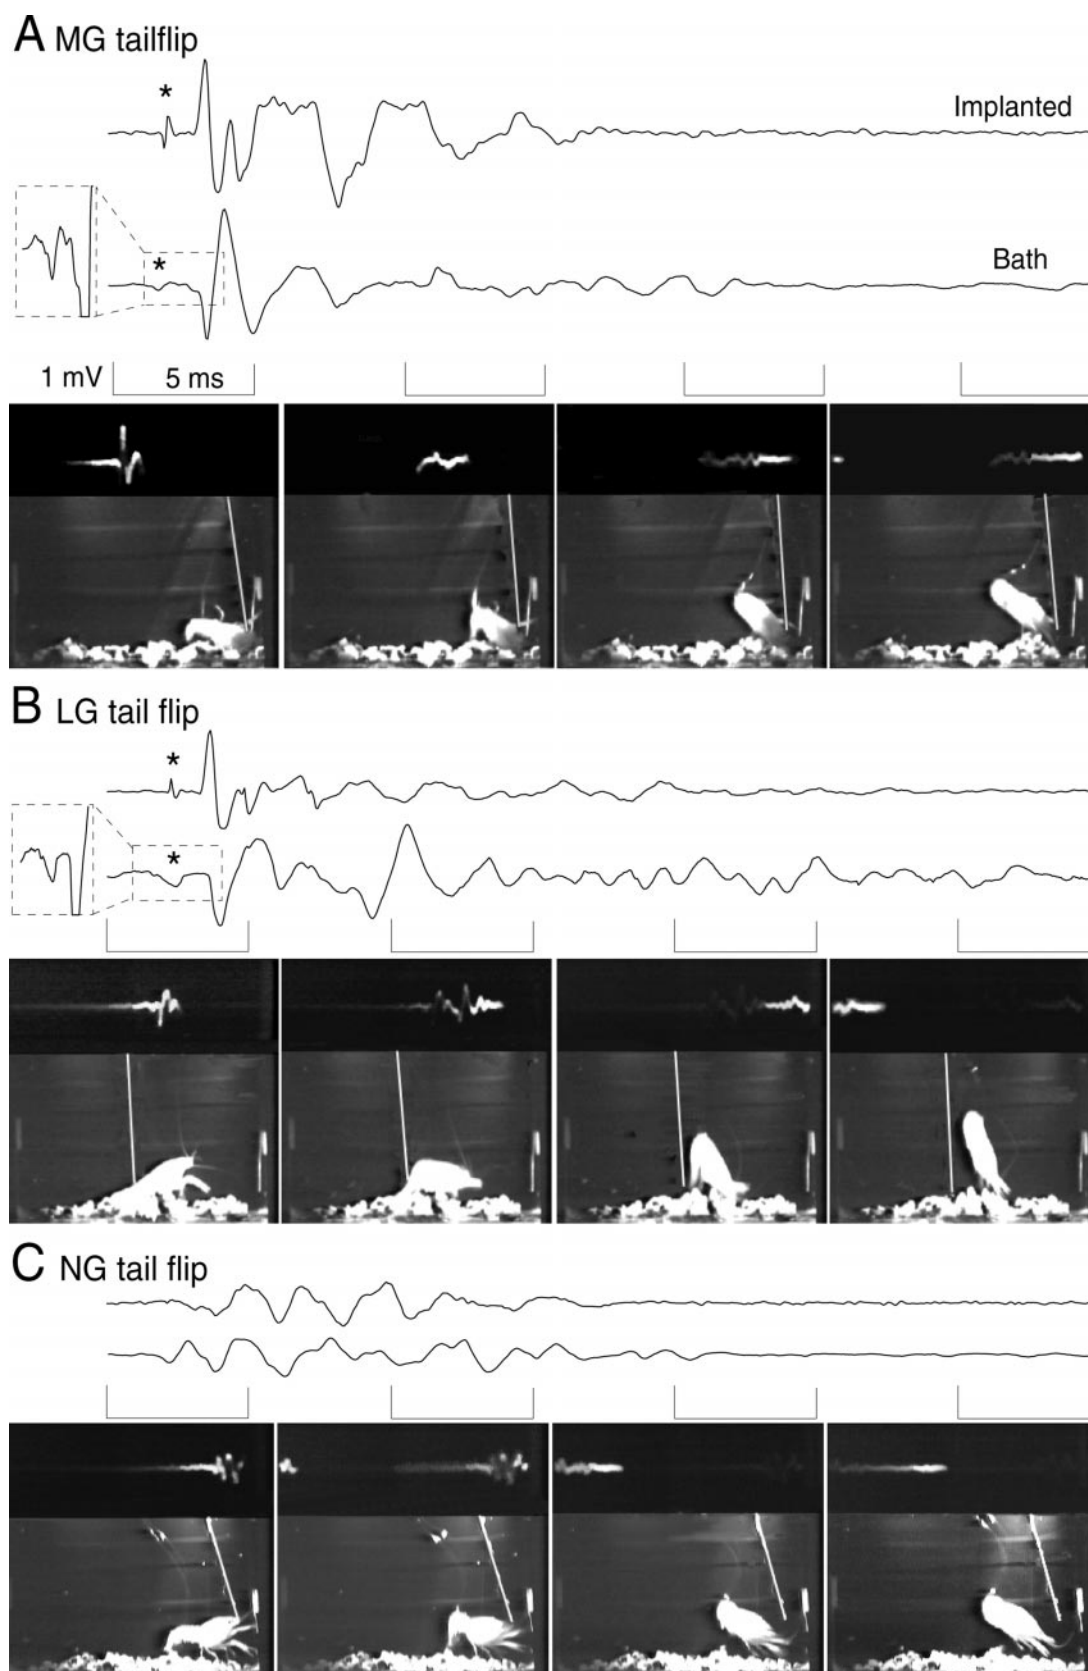 A MG tailflip
*
Implanted
*
Bath
1 mV
5 ms
B LG tail flip
*
*
C NG tail flip